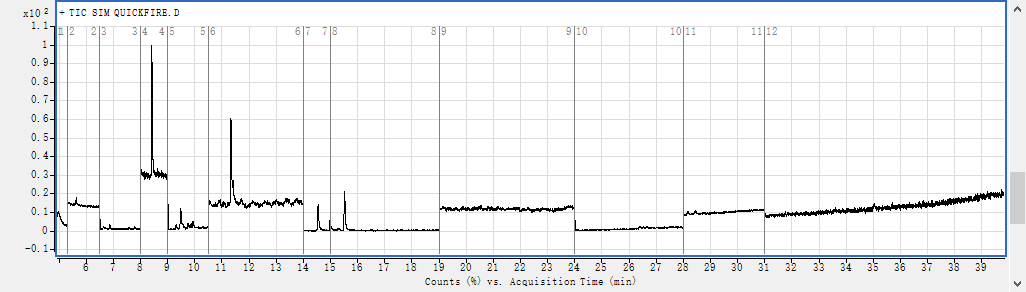 x10 2
+ TIC SIM QUICKFIRE.D
1.1
1
0.9
0.8
0.7
0.6
0.5
0.4
0.3
0.2
0.1
0
-0.1
1 2 2 3 3 4 4 5 5 6 6 7 7 8 8 9 9 10 10 11 11 12
6 7 8 9 10 11 12 13 14 15 16 17 18 19 20 21 22 23 24 25 26 27 28 29 30 31 32 33 34 35 36 37 38 39
Counts (%) vs. Acquisition Time (min)